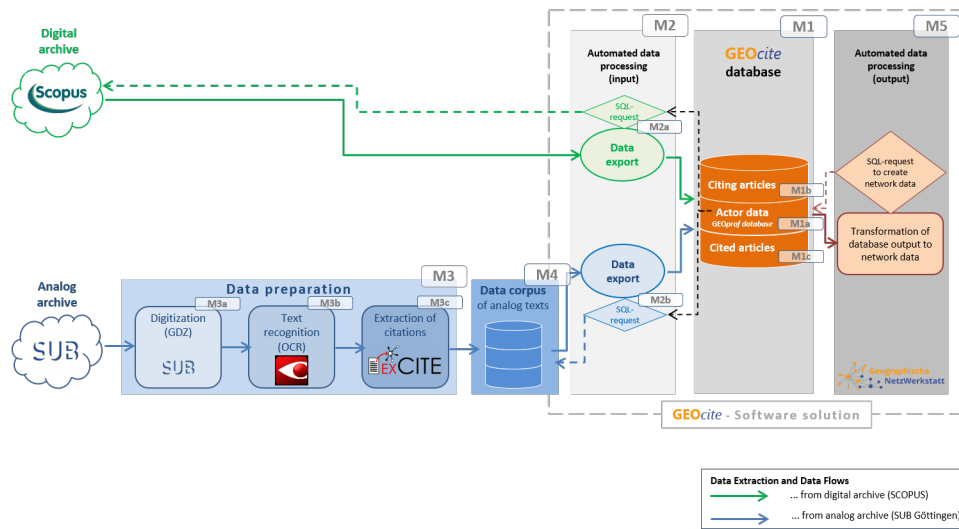 M2
M1
M5
Digital
archive
Scopus
Automated data
processing
(input)
GEOcite
database
Automated data
processing
(output)
SQL-
request
M2a
Data
export
Citing articles
M1b
Actor data
GEOprof database
M1a
Cited articles
M1c
SQL-request
to create
network data
Transformation of
database output to
network data
Data
export
M2b
SQL-
request
Analog
archive
SUB
M3
Data preparation
M3a
Digitization
(GDZ)
SUB
M3b
Text
recognition
(OCR)
M3c
Extraction of
citations
EXCITE
M4
Data corpus
of analog texts
Geographische
NetzWerkstatt
GEOcite - Software solution
Data Extraction and Data Flows
... from digital archive (SCOPUS)
... from analog archive (SUB Göttingen)